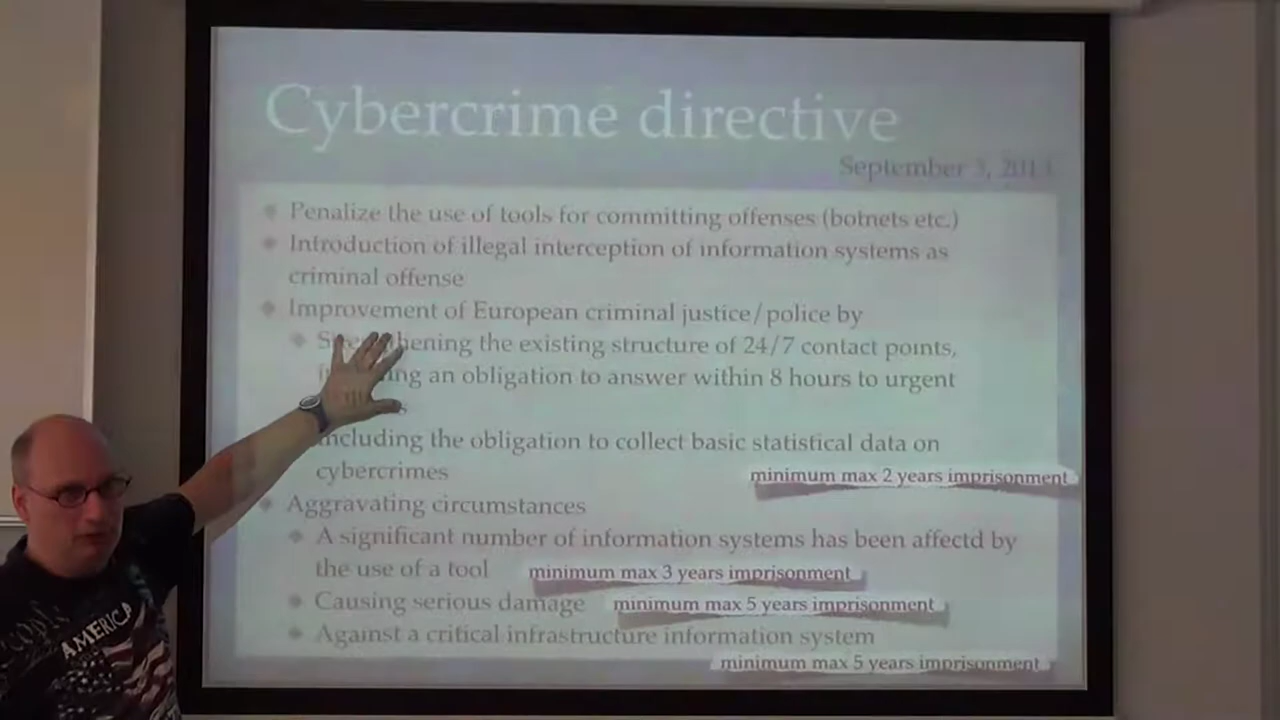 Cybercrime directive
September 3, 2013
Penalize the use of tools for committing offenses (botnets etc.)
Introduction of illegal interception of information systems as
criminal offense
Improvement of European criminal justice/police by
Strengthening the existing structure of 24/7 contact points,
an obligation to answer within 8 hours to urgent
including the obligation to collect basic statistical data on
cybercrimes
minimum max 2 years imprisonment
Aggravating circumstances
A significant number of information systems has been affectd by
the use of a tool
minimum max 3 years imprisonment
Causing serious damage
minimum max 5 years imprisonment
Against a critical infrastructure information system
minimum max 5 years imprisonment
AMERICA